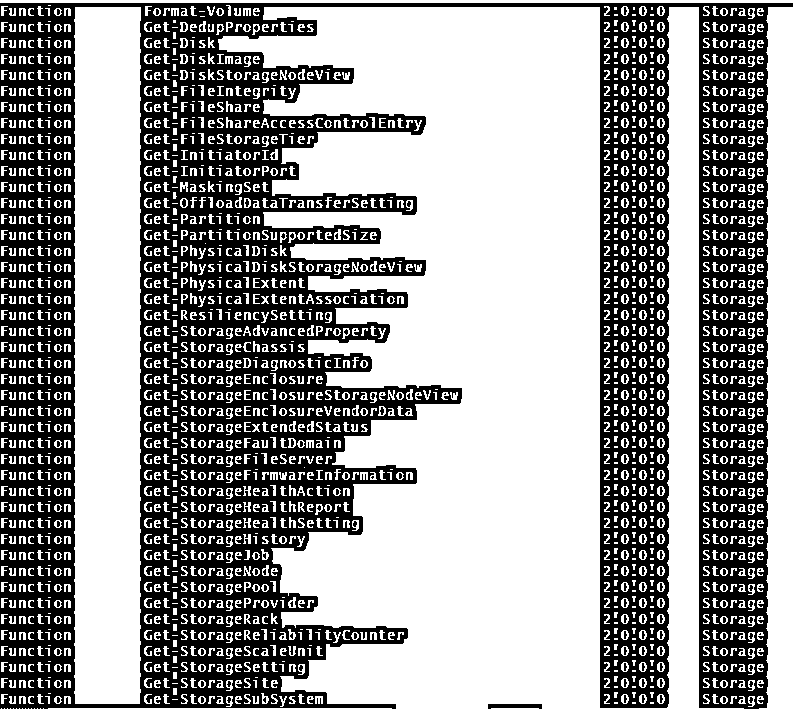 Function Format-Volume 2.0.0.0 Storage
Function Get-DedupProperties 2.0.0.0 Storage
Function Get-Disk 2.0.0.0 Storage
Function Get-DiskImage 2.0.0.0 Storage
Function Get-DiskStorageNodeView 2.0.0.0 Storage
Function Get-FileIntegrity 2.0.0.0 Storage
Function Get-FileShare 2.0.0.0 Storage
Function Get-FileShareAccessControlEntry 2.0.0.0 Storage
Function Get-FileStorageTier 2.0.0.0 Storage
Function Get-InitiatorId 2.0.0.0 Storage
Function Get-InitiatorPort 2.0.0.0 Storage
Function Get-MaskingSet 2.0.0.0 Storage
Function Get-OffloadDataTransferSetting 2.0.0.0 Storage
Function Get-Partition 2.0.0.0 Storage
Function Get-PartitionSupportedSize 2.0.0.0 Storage
Function Get-PhysicalDisk 2.0.0.0 Storage
Function Get-PhysicalDiskStorageNodeView 2.0.0.0 Storage
Function Get-PhysicalExtent 2.0.0.0 Storage
Function Get-PhysicalExtentAssociation 2.0.0.0 Storage
Function Get-ResiliencySetting 2.0.0.0 Storage
Function Get-StorageAdvancedProperty 2.0.0.0 Storage
Function Get-StorageChassis 2.0.0.0 Storage
Function Get-StorageDiagnosticInfo 2.0.0.0 Storage
Function Get-StorageEnclosure 2.0.0.0 Storage
Function Get-StorageEnclosureStorageNodeView 2.0.0.0 Storage
Function Get-StorageEnclosureVendorData 2.0.0.0 Storage
Function Get-StorageExtendedStatus 2.0.0.0 Storage
Function Get-StorageFaultDomain 2.0.0.0 Storage
Function Get-StorageFileServer 2.0.0.0 Storage
Function Get-StorageFirmwareInformation 2.0.0.0 Storage
Function Get-StorageHealthAction 2.0.0.0 Storage
Function Get-StorageHealthReport 2.0.0.0 Storage
Function Get-StorageHealthSetting 2.0.0.0 Storage
Function Get-StorageHistory 2.0.0.0 Storage
Function Get-StorageJob 2.0.0.0 Storage
Function Get-StorageNode 2.0.0.0 Storage
Function Get-StoragePool 2.0.0.0 Storage
Function Get-StorageProvider 2.0.0.0 Storage
Function Get-StorageRack 2.0.0.0 Storage
Function Get-StorageReliabilityCounter 2.0.0.0 Storage
Function Get-StorageScaleUnit 2.0.0.0 Storage
Function Get-StorageSetting 2.0.0.0 Storage
Function Get-StorageSite 2.0.0.0 Storage
Function Get-StorageSubSystem 2.0.0.0 Storage